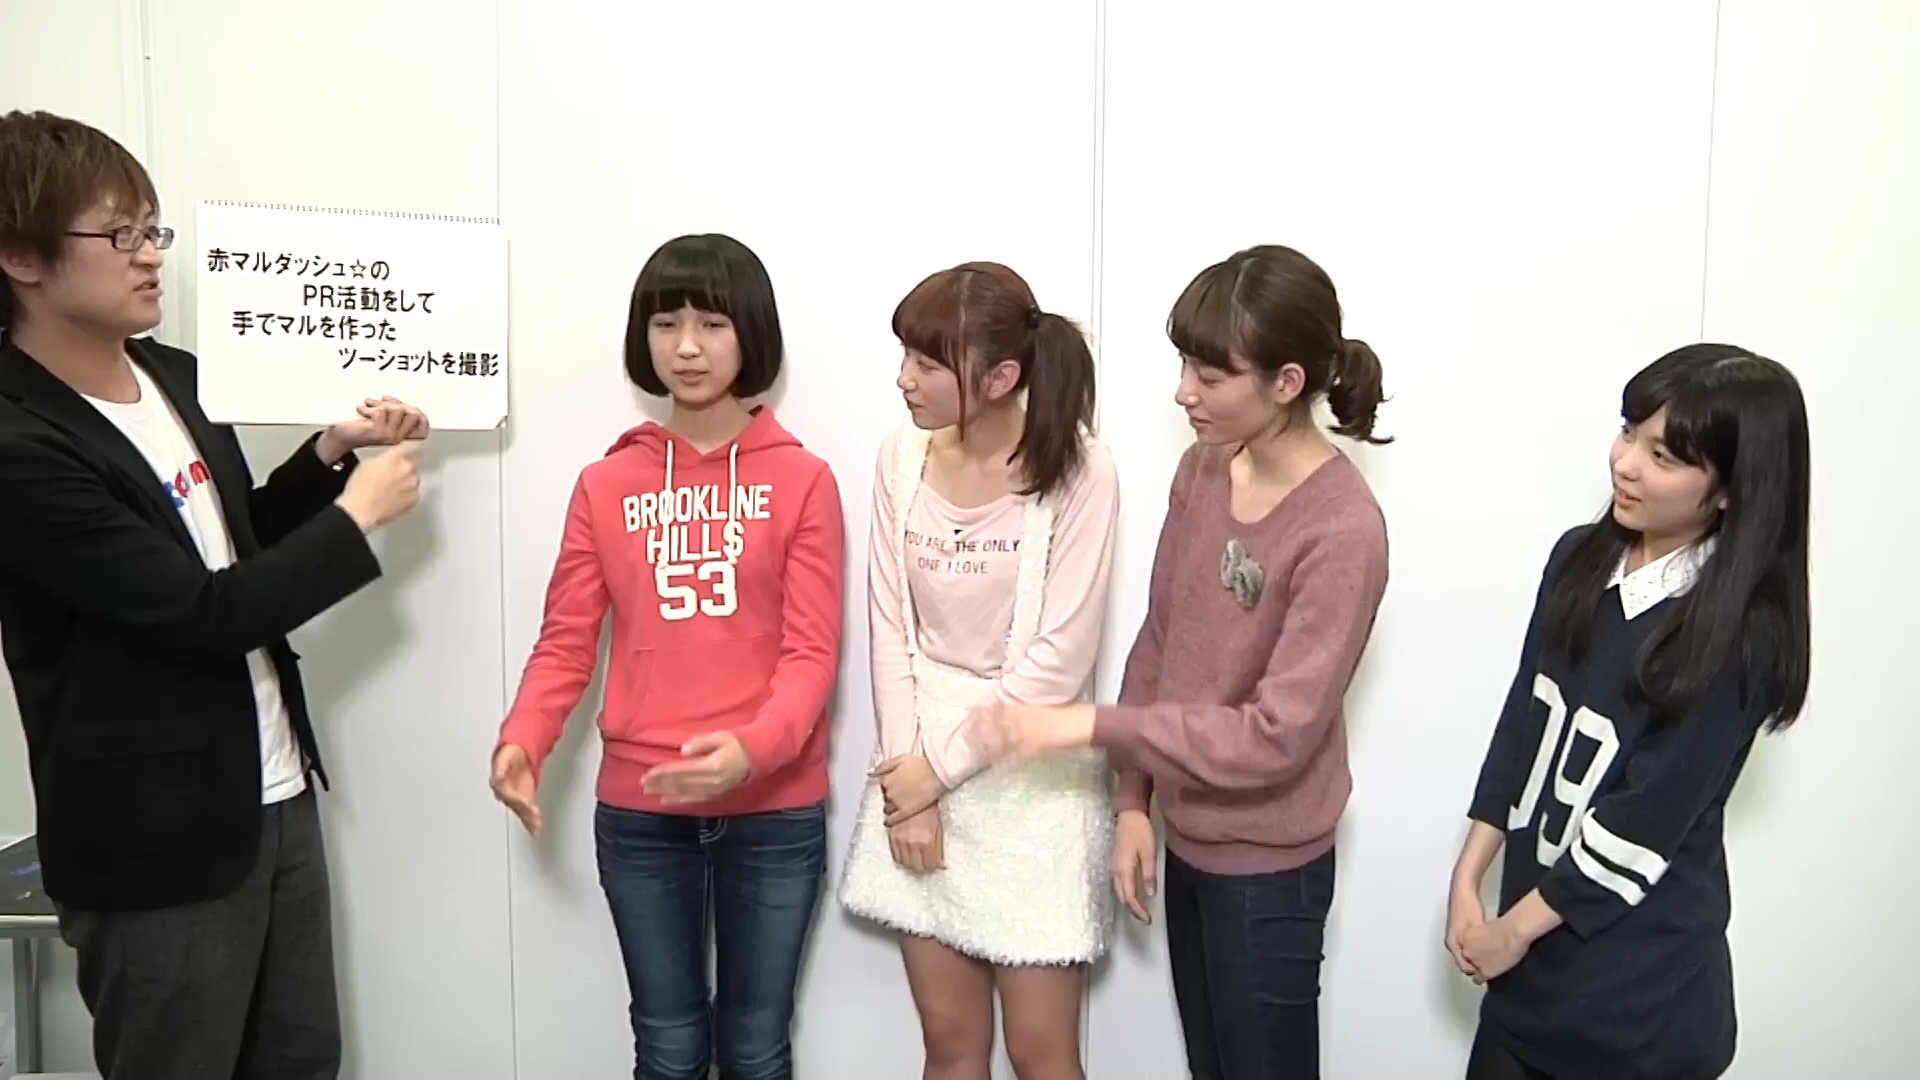 赤マルダッシュ☆の
PR活動をして
手でマルを作った
ツーショットを撮影
BROOKLINE
HILLS
53
YOU ARE THE ONLY
ONE I LOVE
09